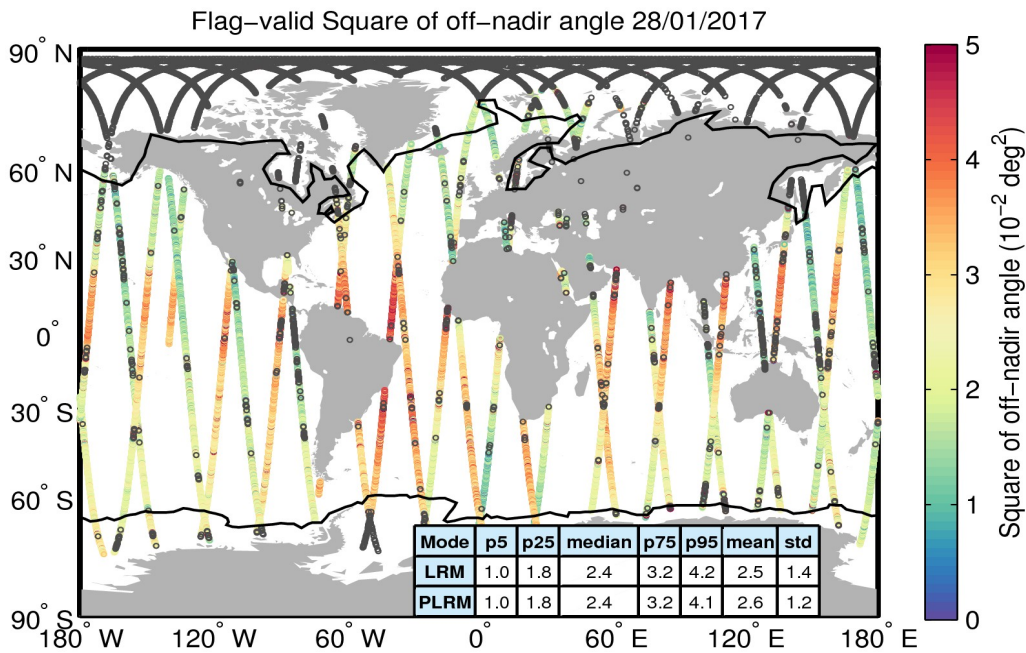 Flag−valid Square of off−nadir angle 28/01/2017
90° N
60° N
30° N
0°
30° S
60° S
90° S
180° W
120° W
60° W
0°
60° E
120° E
180° E
Mode p5 p25 median p75 p95 mean std
LRM 1.0 1.8 2.4 3.2 4.2 2.5 1.4
PLRM 1.0 1.8 2.4 3.2 4.1 2.6 1.2
5
4
3
2
1
0
Square of off−nadir angle (10⁻² deg²)